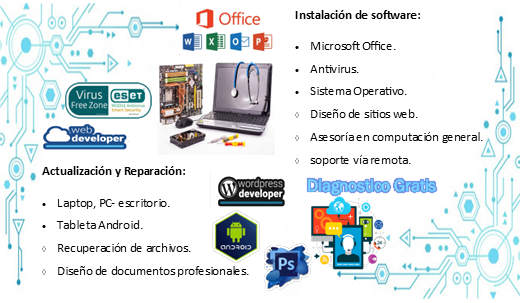 Office
Instalación de software:
Microsoft Office.
Antivirus.
Sistema Operativo.
Diseño de sitios web.
Asesoría en computación general.
soporte vía remota.
Virus
Free Zone
eset
web
developer
Actualización y Reparación:
Laptop, PC- escritorio.
Tableta Android.
Recuperación de archivos.
Diseño de documentos profesionales.
wordpress
developer
ANDROID
Ps
Diagnostico Gratis